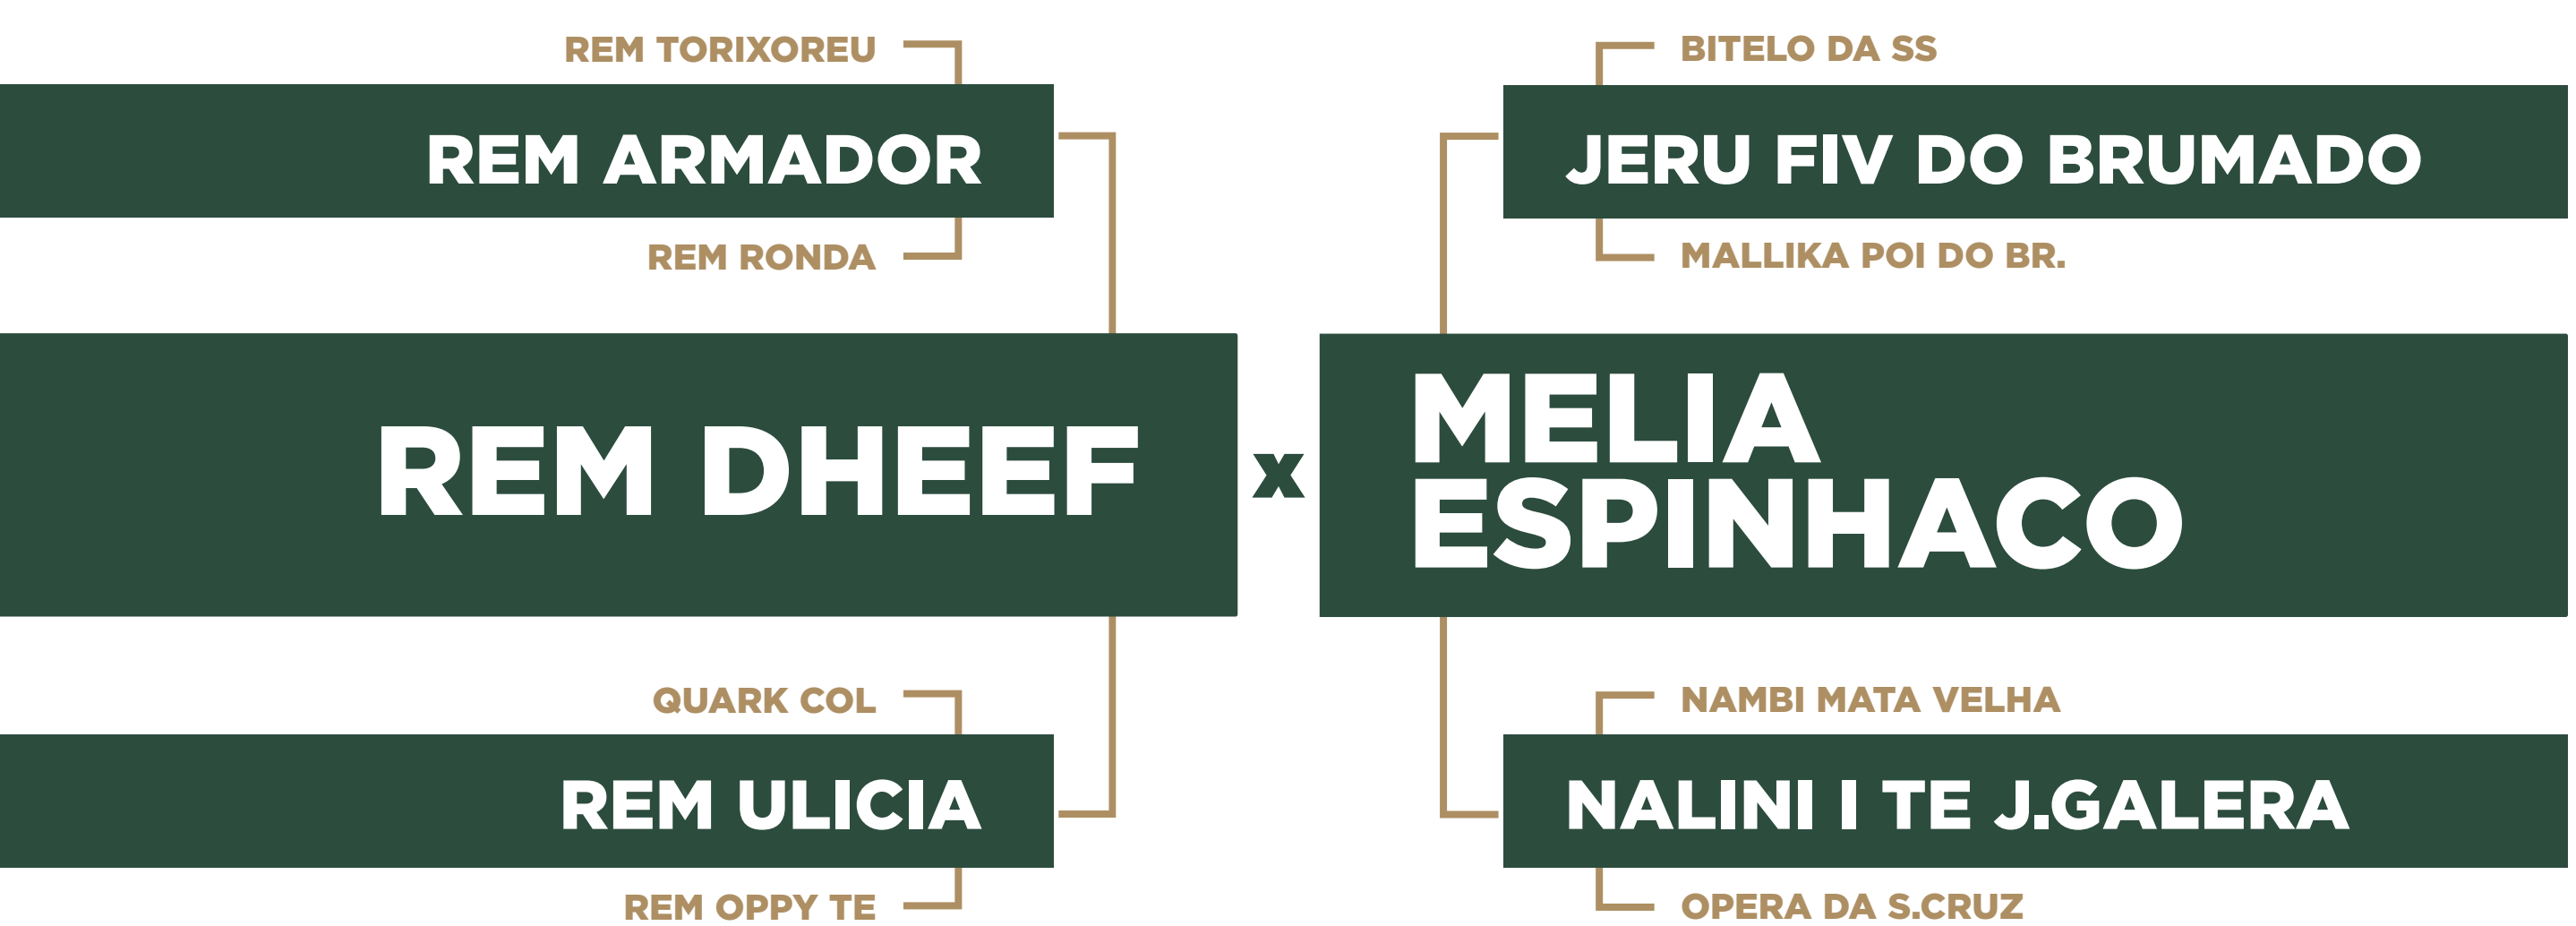 REM TORIXOREU
REM ARMADOR
REM RONDA
REM DHEEF
QUARK COL
REM ULICIA
REM OPPY TE
x
BITELO DA SS
JERU FIV DO BRUMADO
MALLIKA POI DO BR.
MELIA
ESPINHACO
NAMBI MATA VELHA
NALINI I TE J.GALERA
OPERA DA S.CRUZ